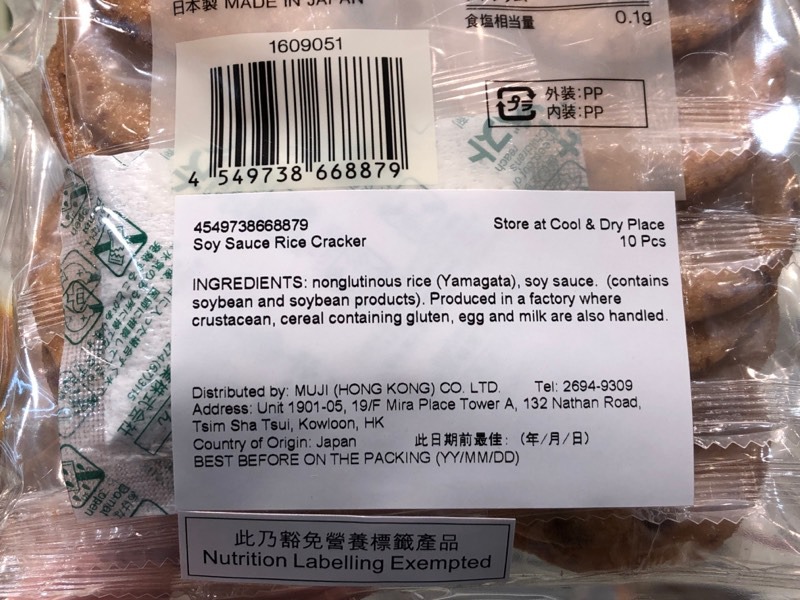 日本製 MADE IN JAPAN
食塩相当量 0.1g
1609051
4 549738 668879
プラ
外装:PP
内装:PP
4549738668879 Store at Cool & Dry Place
Soy Sauce Rice Cracker 10 Pcs
INGREDIENTS: nonglutinous rice (Yamagata), soy sauce. (contains
soybean and soybean products). Produced in a factory where
crustacean, cereal containing gluten, egg and milk are also handled.
Distributed by: MUJI (HONG KONG) CO. LTD. Tel: 2694-9309
Address: Unit 1901-05, 19/F Mira Place Tower A, 132 Nathan Road,
Tsim Sha Tsui, Kowloon, HK
Country of Origin: Japan 此日期前最佳: (年/月/日)
BEST BEFORE ON THE PACKING (YY/MM/DD)
此乃豁免營養標籤產品
Nutrition Labelling Exempted